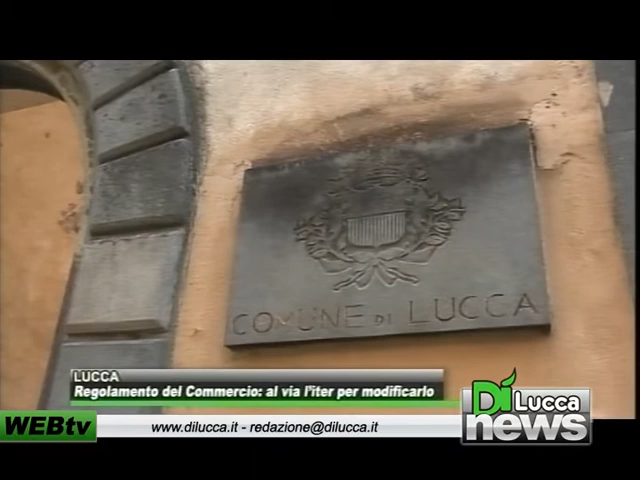 COMUNE DI LUCCA
LUCCA
Regolamento del Commercio: al via l'iter per modificarlo
Dì LUCCA
news
WEBtv
www.dilucca.it - redazione@dilucca.it